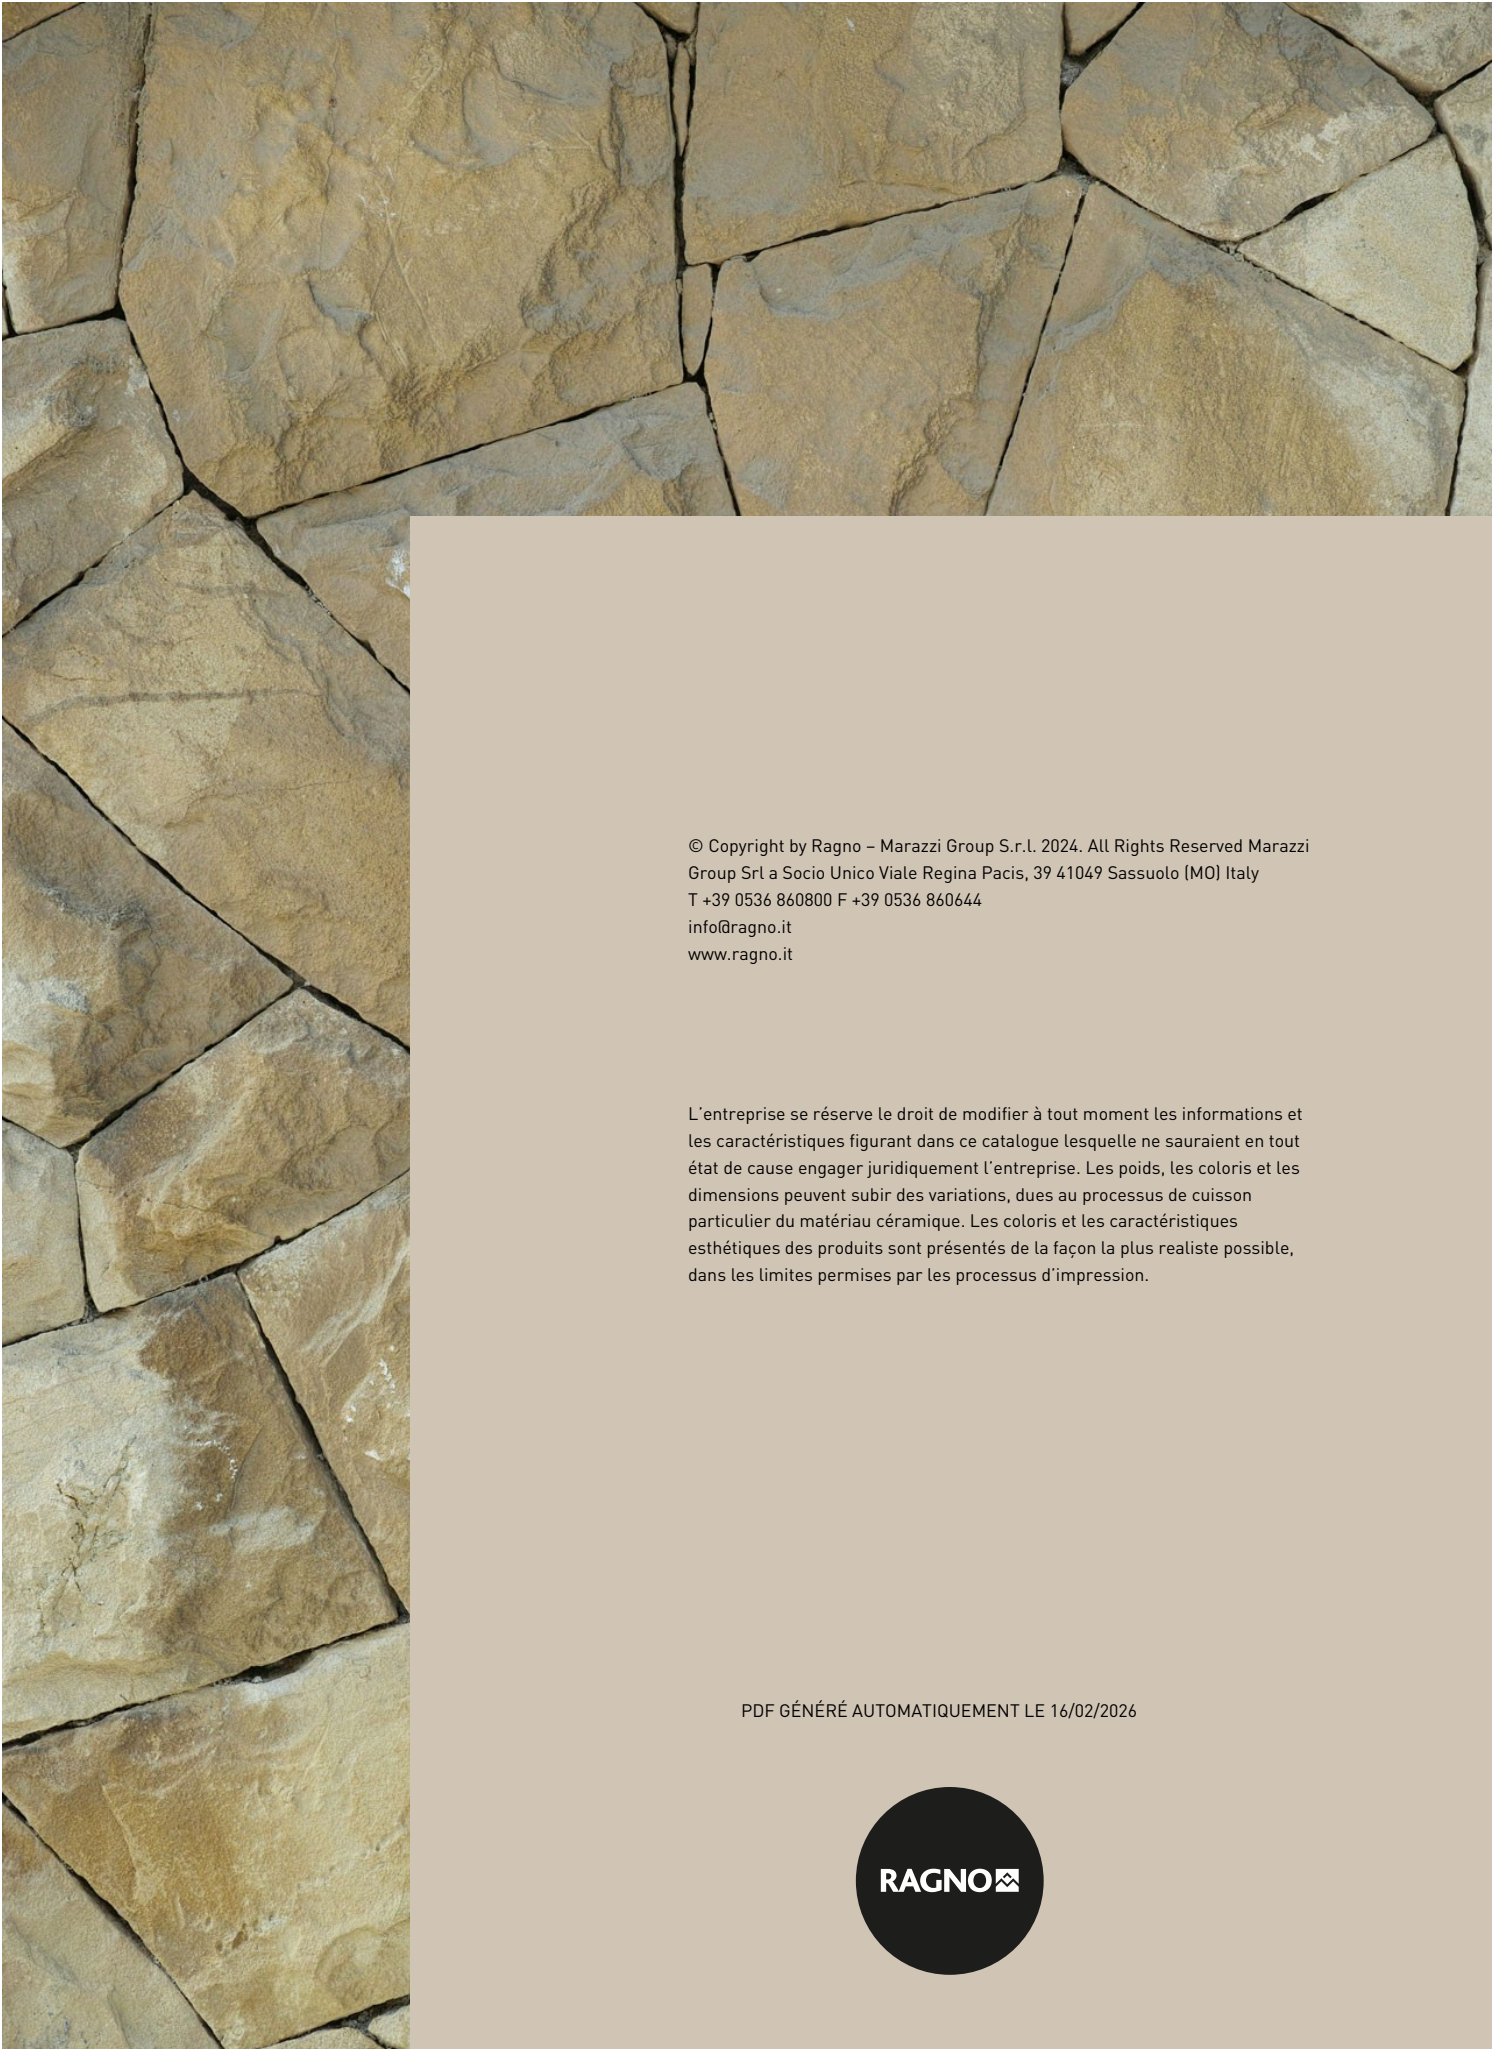 © Copyright by Ragno – Marazzi Group S.r.l. 2024. All Rights Reserved Marazzi
Group Srl a Socio Unico Viale Regina Pacis, 39 41049 Sassuolo (MO) Italy
T +39 0536 860800 F +39 0536 860644
info@ragno.it
www.ragno.it
L'entreprise se réserve le droit de modifier à tout moment les informations et
les caractéristiques figurant dans ce catalogue lesquelle ne sauraient en tout
état de cause engager juridiquement l'entreprise. Les poids, les coloris et les
dimensions peuvent subir des variations, dues au processus de cuisson
particulier du matériau céramique. Les coloris et les caractéristiques
esthétiques des produits sont présentés de la façon la plus realiste possible,
dans les limites permises par les processus d'impression.
PDF GÉNÉRÉ AUTOMATIQUEMENT LE 16/02/2026
RAGNO